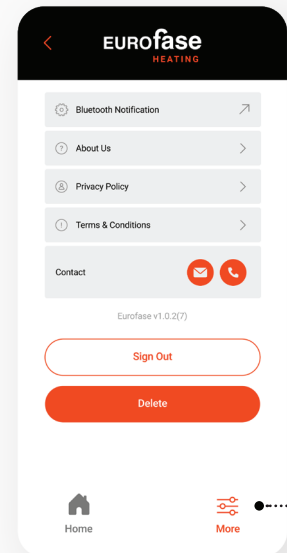 EUROfase
HEATING
Bluetooth Notification
About Us
Privacy Policy
Terms & Conditions
Contact
Eurofase v1.0.2(7)
Sign Out
Delete
Home
More